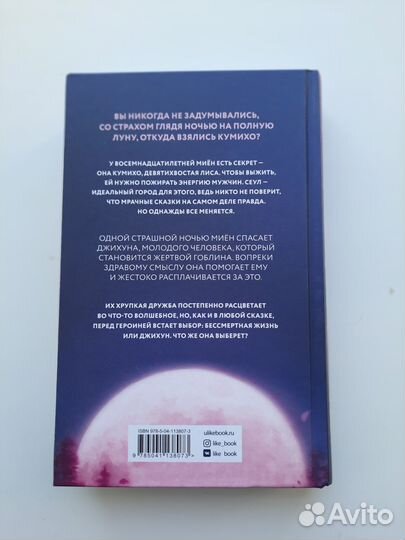 ВЫ НИКОГДА НЕ ЗАДУМЫВАЛИСЬ,
СО СТРАХОМ ГЛЯДЯ НОЧЬЮ НА ПОЛНУЮ
ЛУНУ, ОТКУДА ВЗЯЛИСЬ КУМИХО?
У ВОСЕМНАДЦАТИЛЕТНЕЙ МИЁН ЕСТЬ СЕКРЕТ –
ОНА КУМИХО, ДЕВЯТИХВОСТАЯ ЛИСА. ЧТОБЫ ВЫЖИТЬ,
ЕЙ НУЖНО ПОЖИРАТЬ ЭНЕРГИЮ МУЖЧИН. СЕУЛ –
ИДЕАЛЬНЫЙ ГОРОД ДЛЯ ЭТОГО, ВЕДЬ НИКТО НЕ ПОВЕРИТ,
ЧТО МРАЧНЫЕ СКАЗКИ НА САМОМ ДЕЛЕ ПРАВДА.
НО ОДНАЖДЫ ВСЕ МЕНЯЕТСЯ.
ОДНОЙ СТРАШНОЙ НОЧЬЮ МИЁН СПАСАЕТ
ДЖИХУНА, МОЛОДОГО ЧЕЛОВЕКА, КОТОРЫЙ
СТАНОВИТСЯ ЖЕРТВОЙ ГОБЛИНА. ВОПРЕКИ
ЗДРАВОМУ СМЫСЛУ ОНА ПОМОГАЕТ ЕМУ
И ЖЕСТОКО РАСПЛАЧИВАЕТСЯ ЗА ЭТО.
ИХ ХРУПКАЯ ДРУЖБА ПОСТЕПЕННО РАСЦВЕТАЕТ
ВО ЧТО-ТО ВОЛШЕБНОЕ, НО, КАК И В ЛЮБОЙ СКАЗКЕ,
ПЕРЕД ГЕРОИНЕЙ ВСТАЕТ ВЫБОР: БЕССМЕРТНАЯ ЖИЗНЬ
ИЛИ ДЖИХУН. ЧТО ЖЕ ОНА ВЫБЕРЕТ?
ISBN 978-5-04-113807-3
9 785041 138073 >
ulikebook.ru
like_book
like_book
Avito